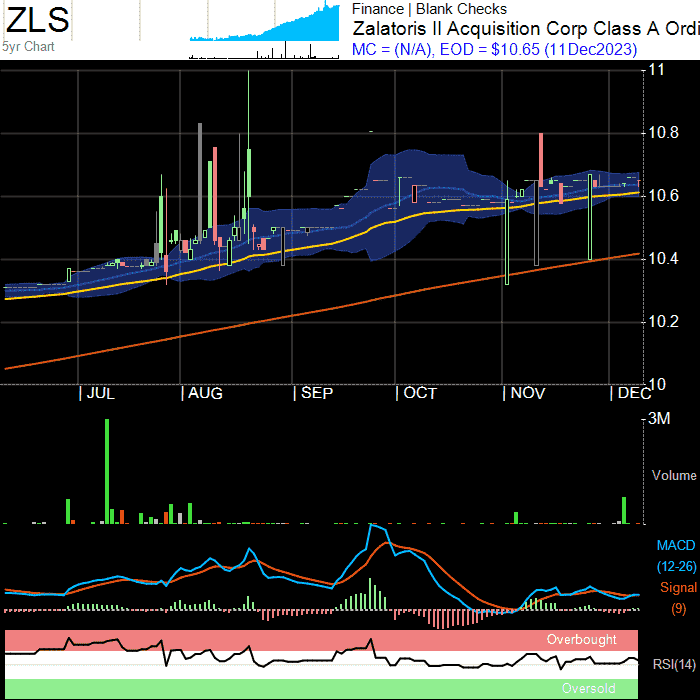 ZLS
5yr Chart
Finance | Blank Checks
Zalatoris II Acquisition Corp Class A Ordi
MC = (N/A), EOD = $10.65 (11Dec2023)
11
10.8
10.6
10.4
10.2
10
JUL
AUG
SEP
OCT
NOV
DEC
3M
Volume
MACD
(12-26)
Signal
(9)
Overbought
RSI(14)
Oversold